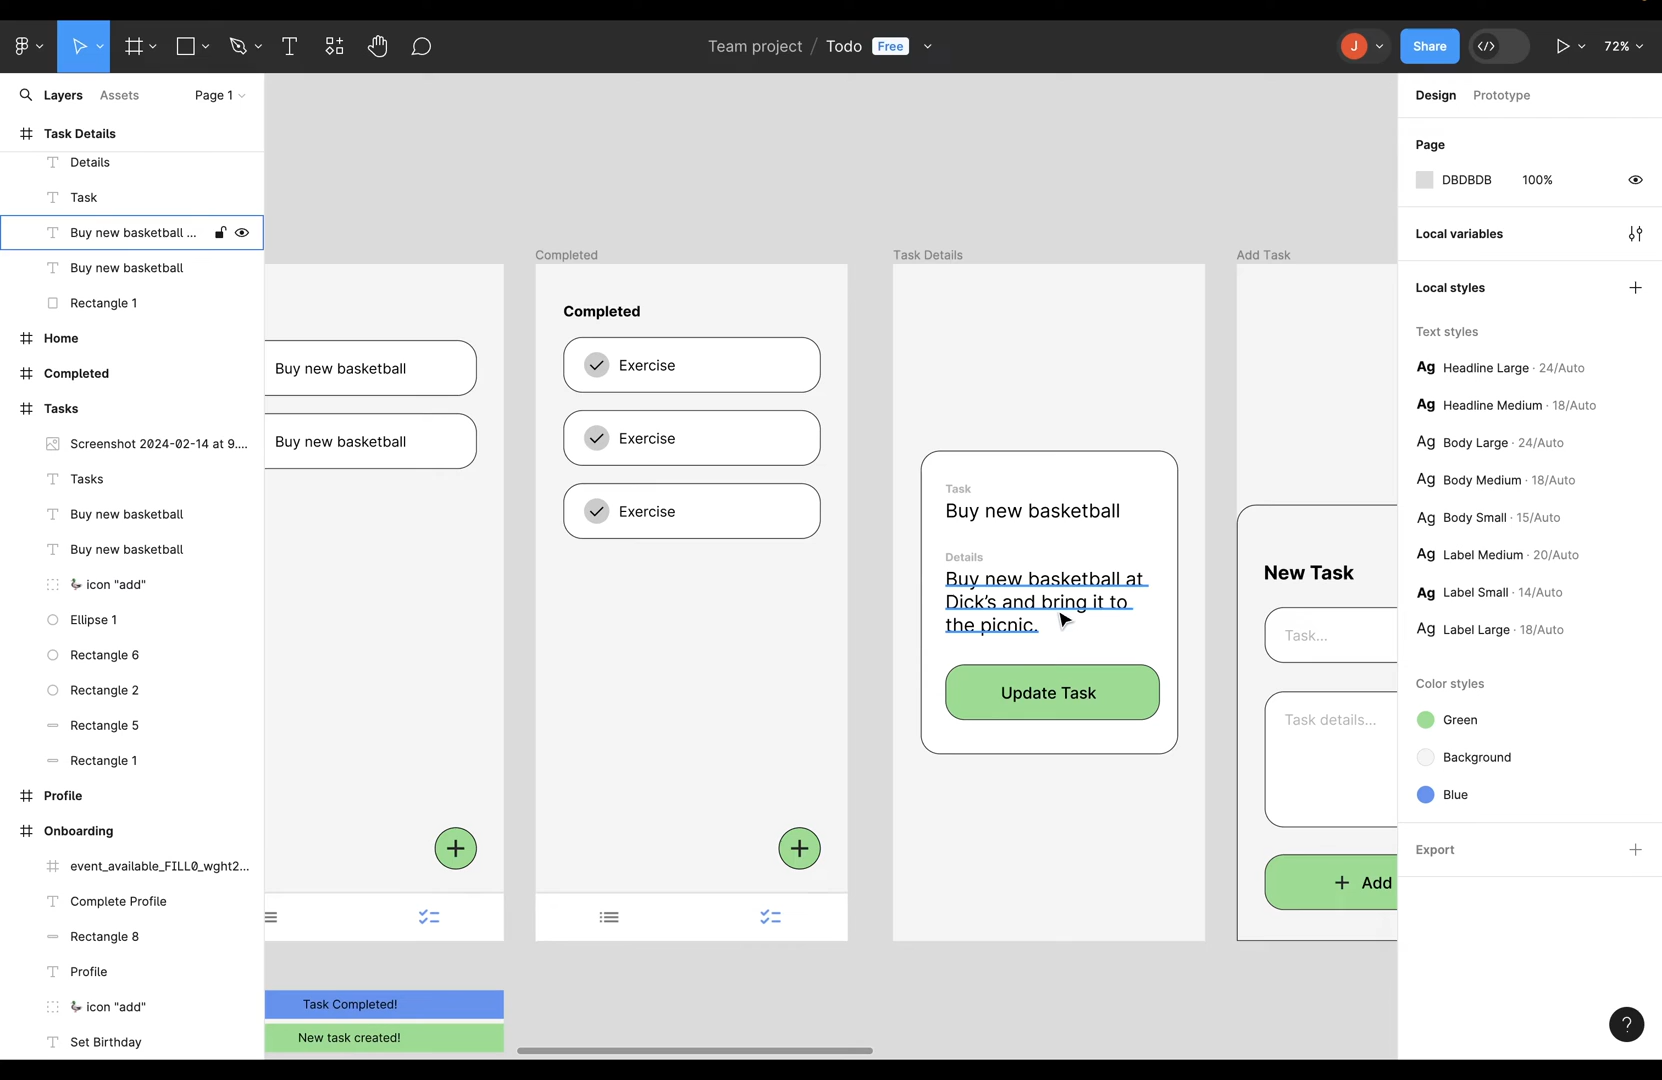 Team project / Todo Free
J
Share
72%
Layers
Assets
Page 1
Task Details
Details
Task
Buy new basketball ...
Buy new basketball
Rectangle 1
Home
Completed
Tasks
Screenshot 2024-02-14 at 9....
Tasks
Buy new basketball
Buy new basketball
icon "add"
Ellipse 1
Rectangle 6
Rectangle 2
Rectangle 5
Rectangle 1
Profile
Onboarding
event_available_FILL0_wght2...
Complete Profile
Rectangle 8
Profile
icon "add"
Set Birthday
Buy new basketball
Buy new basketball
Task Completed!
New task created!
Completed
Completed
Exercise
Exercise
Exercise
Task Details
Task
Buy new basketball
Details
Buy new basketball at
Dick's and bring it to
the picnic.
Update Task
Add Task
New Task
Task...
Task details...
+ Add
Design
Prototype
Page
DBDBDB 100%
Local variables
Local styles
Text styles
Ag Headline Large · 24/Auto
Ag Headline Medium · 18/Auto
Ag Body Large · 24/Auto
Ag Body Medium · 18/Auto
Ag Body Small · 15/Auto
Ag Label Medium · 20/Auto
Ag Label Small · 14/Auto
Ag Label Large · 18/Auto
Color styles
Green
Background
Blue
Export
?